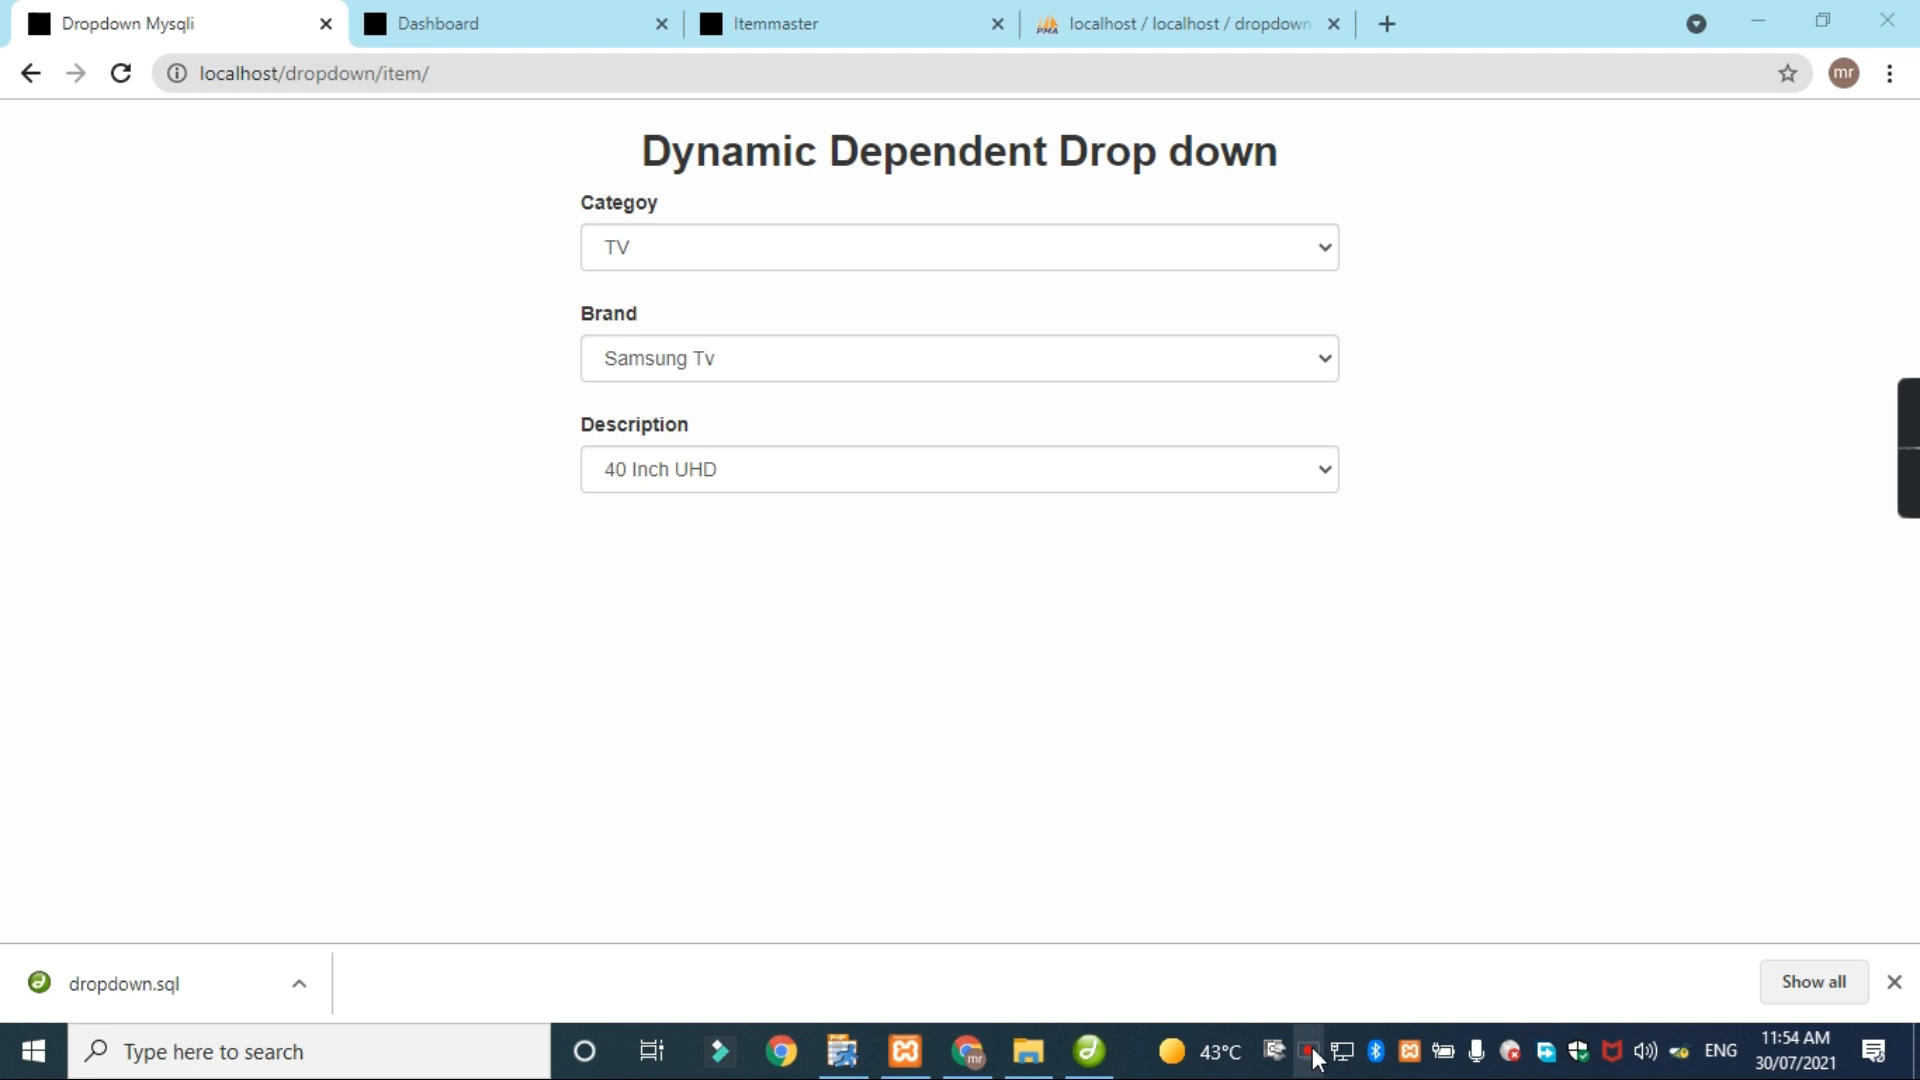 Dropdown Mysqli
Dashboard
Itemmaster
localhost / localhost / dropdown
localhost/dropdown/item/
mr
Dynamic Dependent Drop down
Categoy
TV
Brand
Samsung Tv
Description
40 Inch UHD
dropdown.sql
Show all
Type here to search
mr
43°C
ENG
11:54 AM
30/07/2021